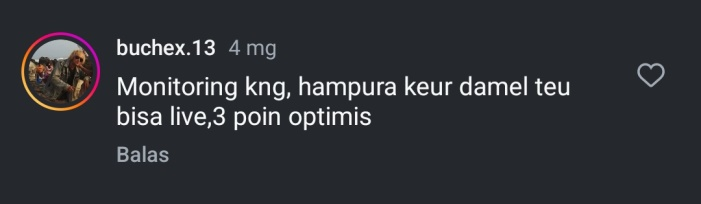 buchex.13 4 mg
Monitoring kng, hampura keur damel teu
bisa live,3 poin optimis
Balas